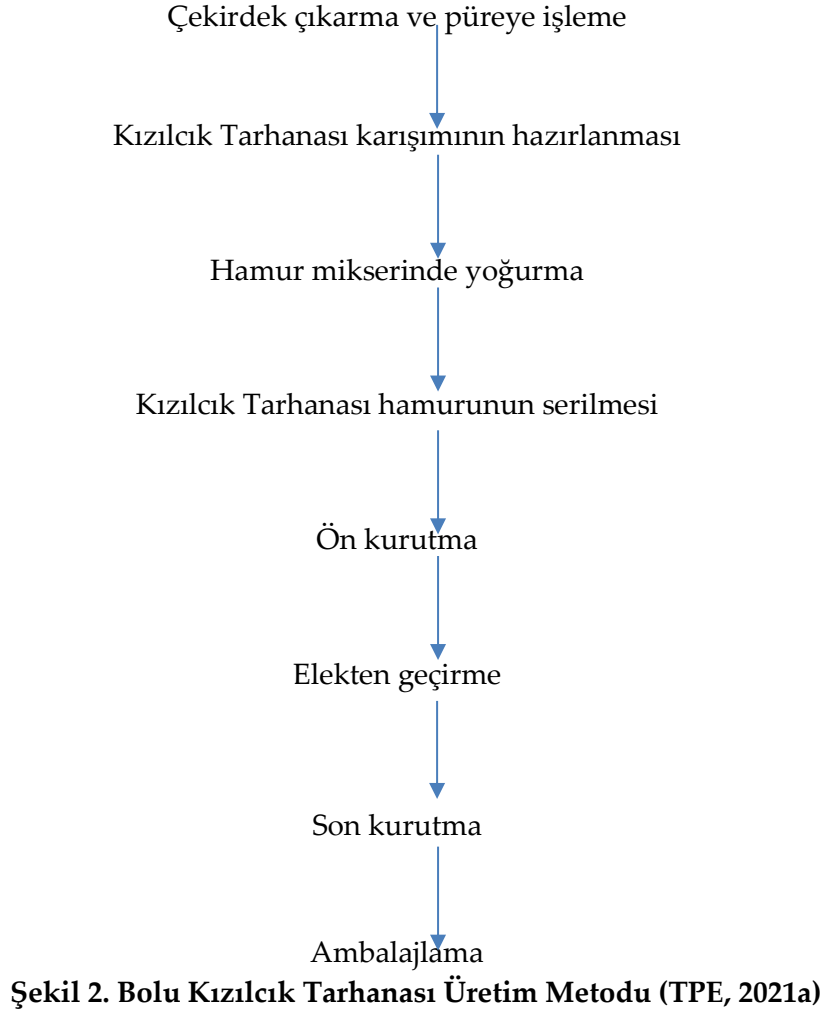 Çekirdek çıkarma ve püreye işleme
Kızılcık Tarhanası karışımının hazırlanması
Hamur mikserinde yoğurma
Kızılcık Tarhanası hamurunun serilmesi
Ön kurutma
Elekten geçirme
Son kurutma
Ambalajlama
Şekil 2. Bolu Kızılcık Tarhanası Üretim Metodu (TPE, 2021a)